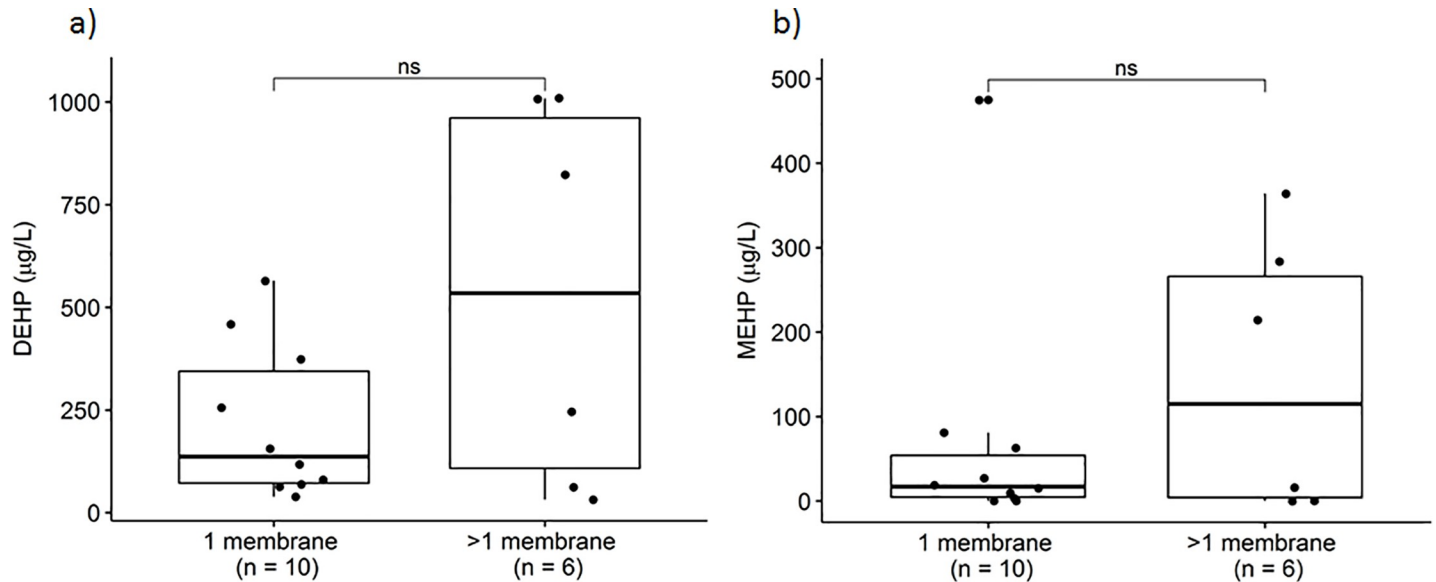 a)
ns
1000
750
500
250
0
DEHP (μg/L)
1 membrane
(n = 10)
>1 membrane
(n = 6)
b)
ns
500
400
300
200
100
0
MEHP (μg/L)
1 membrane
(n = 10)
>1 membrane
(n = 6)